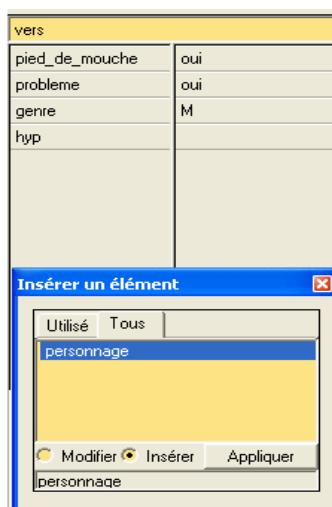 vers
pied_de_mouche oui
probleme oui
genre M
hyp
Insérer un élément
Utilisé Tous
personnage
Modifier Insérer Appliquer
personnage